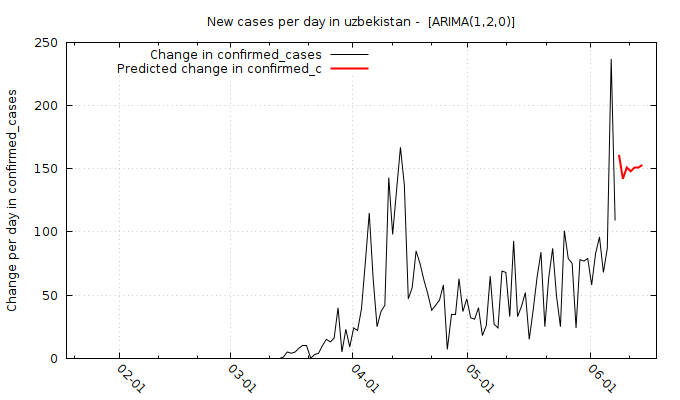 New cases per day in uzbekistan -  [ARIMA(1,2,0)]
Change in confirmed_cases
Predicted change in confirmed_c
Change per day in confirmed_cases
250
200
150
100
50
0
02-01
03-01
04-01
05-01
06-01